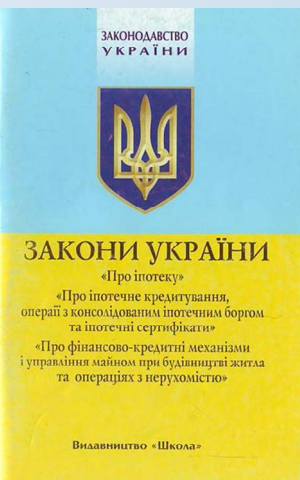 ЗАКОНОДАВСТВО
УКРАЇНИ
ЗАКОНИ УКРАЇНИ
«Про іпотеку»
«Про іпотечне кредитування,
операції з консолідованим іпотечним боргом
та іпотечні сертифікати»
«Про фінансово-кредитні механізми
і управління майном при будівництві житла
та операціях з нерухомістю»
Видавництво «Школа»